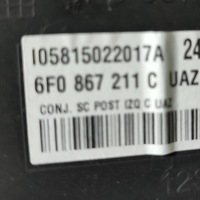 I05815022017A 24
6F0 867 211 C UAZ
CONJ. SC POST IZQ C UAZ